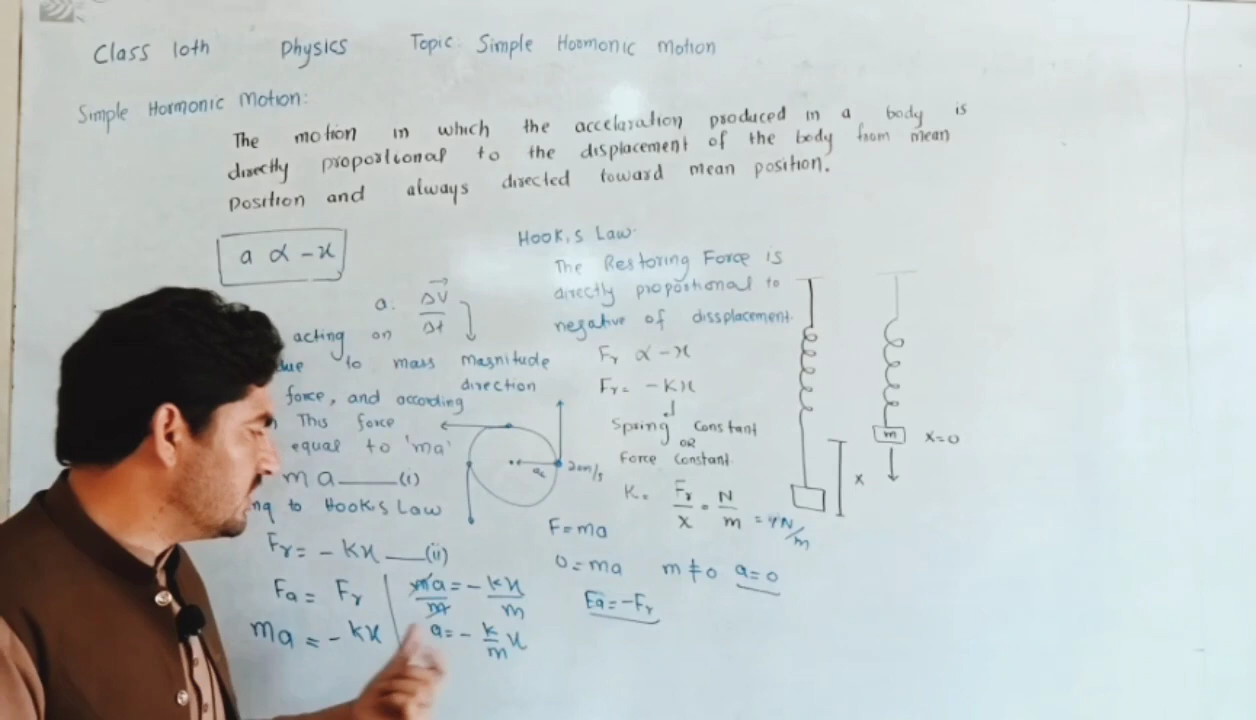 Class 10th Physics Topic: Simple Hormonic Motion
Simple Hormonic Motion:
The motion in which the accelaration produced in a body is
directly proportional to the displacement of the body from mean
position and always directed toward mean position.
a ∝ -x
a: ΔV/Δt
acting on
due to mass magnitude
direction
force, and according
This force
equal to 'ma'
ma (i)
to Hook,s Law
Fr = - kx (ii)
Fa = Fr
ma = - kx
ma/m = - kx/m
a = - k/m x
Hook,s Law
The Restoring Force is
directly proportional to
negative of dissplacement.
Fr ∝ -x
Fr = -Kx
Spring Constant
OR
Force Constant
K = Fr/x = N/m = 4N/m
ac
2cm/s
F=ma
0=ma m≠0 a=0
Fa = -Fr
m
x=0
x